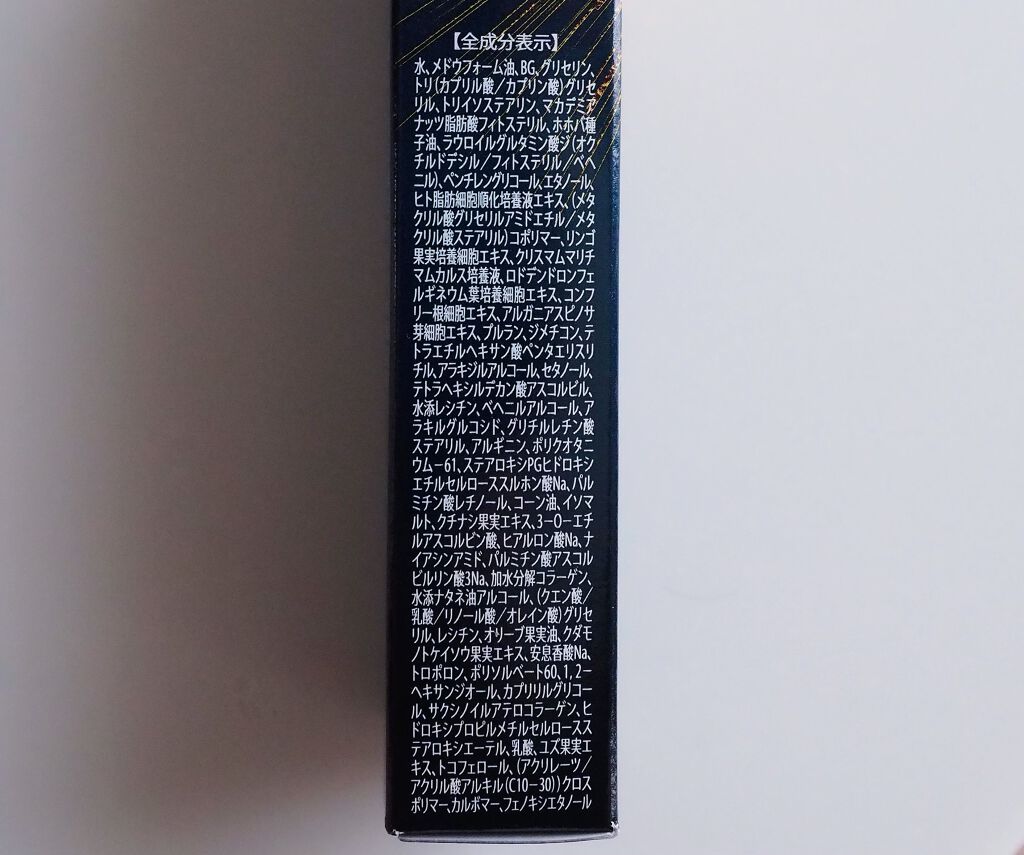 【全成分表示】
水、メドウフォーム油、BG、グリセリン、
トリ(カプリル酸/カプリン酸)グリセ
リル、トリイソステアリン、マカデミア
ナッツ脂肪酸フィトステリル、ホホバ種
子油、ラウロイルグルタミン酸ジ(オク
チルドデシル/フィトステリル/ベヘ
ニル)、ペンチレングリコール、エタノール、
ヒト脂肪細胞順化培養液エキス、(メタ
クリル酸グリセリルアミドエチル/メタ
クリル酸ステアリル)コポリマー、リンゴ
果実培養細胞エキス、クリスマムマリチ
マムカルス培養液、ロドデンドロンフェ
ルギネウム葉培養細胞エキス、コンフ
リー根細胞エキス、アルガニアスピノサ
芽細胞エキス、プルラン、ジメチコン、テ
トラエチルヘキサン酸ペンタエリスリ
チル、アラキジルアルコール、セタノール、
テトラヘキシルデカン酸アスコルビル、
水添レシチン、ベヘニルアルコール、ア
ラキルグルコシド、グリチルレチン酸
ステアリル、アルギニン、ポリクオタニ
ウム－61、ステアロキシPGヒドロキシ
エチルセルローススルホン酸Na、パル
ミチン酸レチノール、コーン油、イソマ
ルト、クチナシ果実エキス、3－O－エチ
ルアスコルビン酸、ヒアルロン酸Na、ナ
イアシンアミド、パルミチン酸アスコル
ビルリン酸3Na、加水分解コラーゲン、
水添ナタネ油アルコール、(クエン酸/
乳酸/リノール酸/オレイン酸)グリセ
リル、レシチン、オリーブ果実油、クダモ
ノトケイソウ果実エキス、安息香酸Na、
トロポロン、ポリソルベート60、1,2－
ヘキサンジオール、カプリリルグリコー
ル、サクシノイルアテロコラーゲン、ヒ
ドロキシプロピルメチルセルロースス
テアロキシエーテル、乳酸、ユズ果実エ
キス、トコフェロール、(アクリレーツ/
アクリル酸アルキル(C10－30))クロス
ポリマー、カルボマー、フェノキシエタノール